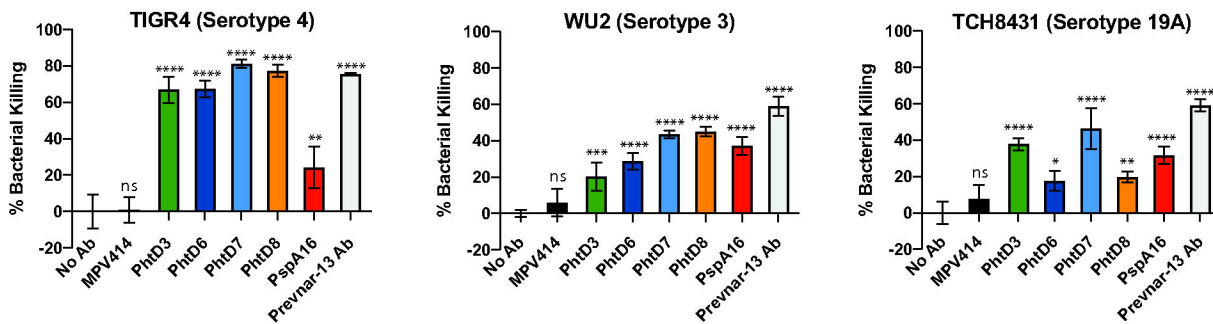 TIGR4 (Serotype 4)
% Bacterial Killing
100
80
60
40
20
0
-20
ns
****
****
****
****
**
****
No Ab
MPV414
PhtD3
PhtD6
PhtD7
PhtD8
PspA16
Prevnar-13 Ab
WU2 (Serotype 3)
% Bacterial Killing
100
80
60
40
20
0
-20
ns
***
****
****
****
****
****
No Ab
MPV414
PhtD3
PhtD6
PhtD7
PhtD8
PspA16
Prevnar-13 Ab
TCH8431 (Serotype 19A)
% Bacterial Killing
100
80
60
40
20
0
-20
ns
****
*
****
**
****
****
No Ab
MPV414
PhtD3
PhtD6
PhtD7
PhtD8
PspA16
Prevnar-13 Ab